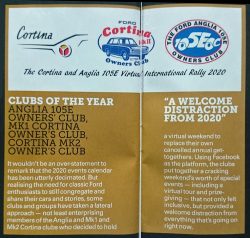 Cortina
FORD
Cortina
MkII
Owners Club
THE FORD ANGLIA
105E
OWNERS CLUB
The Cortina and Anglia 105E Virtual International Rally 2020
CLUBS OF THE YEAR
ANGLIA 105E
OWNERS' CLUB,
MK1 CORTINA
OWNER'S CLUB,
CORTINA MK2
OWNER'S CLUB
It wouldn't be an over-statement to
remark that the 2020 events calendar
has been utterly decimated. But
realising the need for classic Ford
enthusiasts to still congregate and
share their cars and stories, some
clubs and groups have taken a lateral
approach — not least enterprising
members of the Anglia and Mk1 and
Mk2 Cortina clubs who decided to hold
"A WELCOME
DISTRACTION
FROM 2020"
a virtual weekend to
replace their own
cancelled annual get-
togethers. Using Facebook
as the platform, the clubs
put together a cracking
weekend's worth of special
events — including a
virtual tour and prize-
giving — that not only felt
inclusive, but provided a
welcome distraction from
everything that's going on
right now.